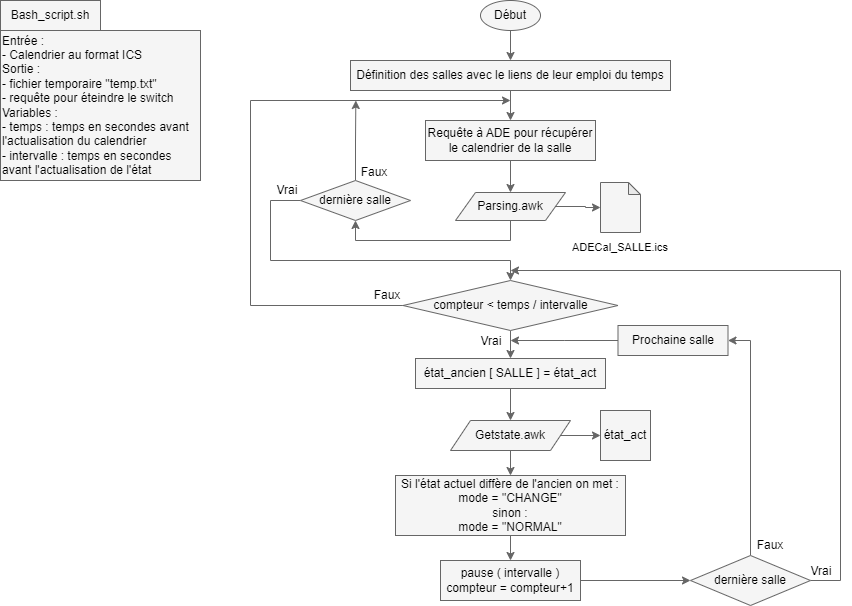 Bash_script.sh
Entrée :
- Calendrier au format ICS
Sortie :
- fichier temporaire "temp.txt"
- requête pour éteindre le switch
Variables :
- temps : temps en secondes avant
l'actualisation du calendrier
- intervalle : temps en secondes
avant l'actualisation de l'état
Début
Définition des salles avec le liens de leur emploi du temps
Requête à ADE pour récupérer
le calendrier de la salle
Faux
Vrai
dernière salle
Parsing.awk
ADECal_SALLE.ics
Faux
compteur < temps / intervalle
Vrai
Prochaine salle
état_ancien [ SALLE ] = état_act
Getstate.awk
état_act
Si l'état actuel diffère de l'ancien on met :
mode = "CHANGE"
sinon :
mode = "NORMAL"
pause ( intervalle )
compteur = compteur+1
Faux
Vrai
dernière salle